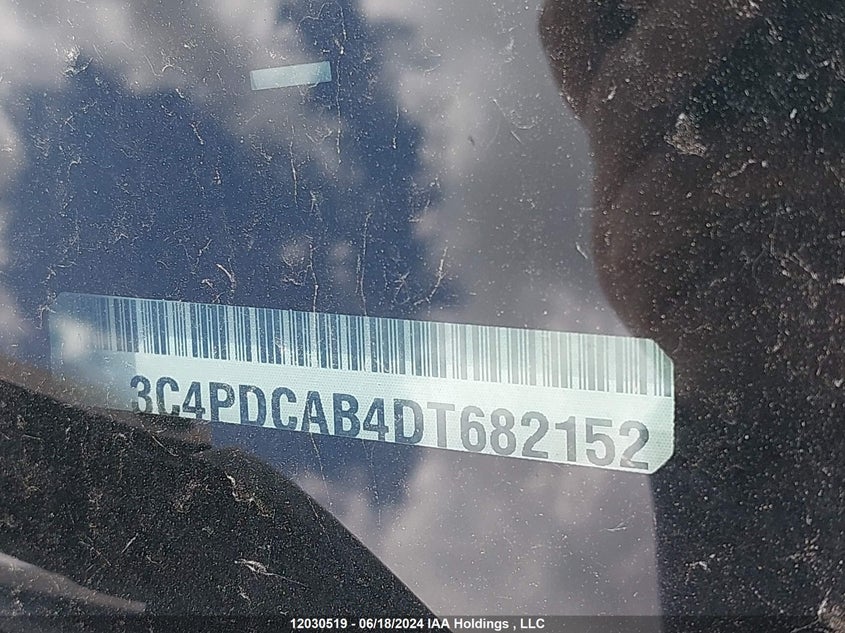 3C4PDCAB4DT682152
12030519 - 06/18/2024 IAA Holdings , LLC